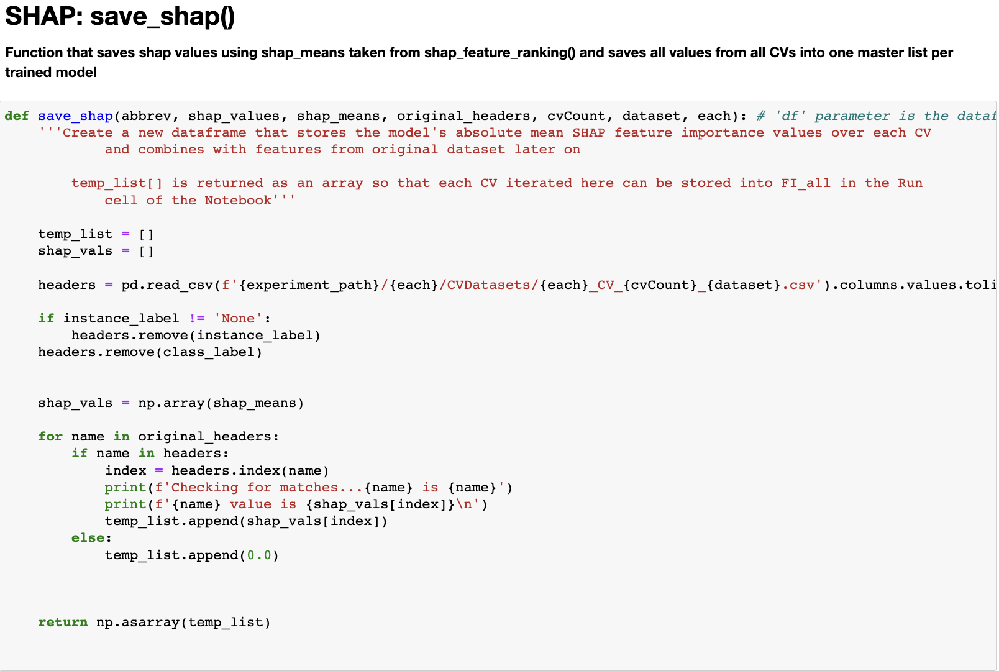 SHAP: save_shap()
Function that saves shap values using shap_means taken from shap_feature_ranking() and saves all values from all CVs into one master list per
trained model
def save_shap(abbrev, shap_values, shap_means, original_headers, cvCount, dataset, each): # 'df' parameter is the
    '''Create a new dataframe that stores the model's absolute mean SHAP feature importance values over each CV
            and combines with features from original dataset later on
        temp_list[] is returned as an array so that each CV iterated here can be stored into FI_all in the Run
            cell of the Notebook'''
    temp_list = []
    shap_vals = []
    headers = pd.read_csv(f'{experiment_path}/{each}/CVDatasets/{each}_CV_{cvCount}_{dataset}.csv').columns.values.
    if instance_label != 'None':
        headers.remove(instance_label)
    headers.remove(class_label)
    shap_vals = np.array(shap_means)
    for name in original_headers:
        if name in headers:
            index = headers.index(name)
            print(f'Checking for matches...{name} is {name}')
            print(f'{name} value is {shap_vals[index]}\n')
            temp_list.append(shap_vals[index])
        else:
            temp_list.append(0.0)
    return np.asarray(temp_list)